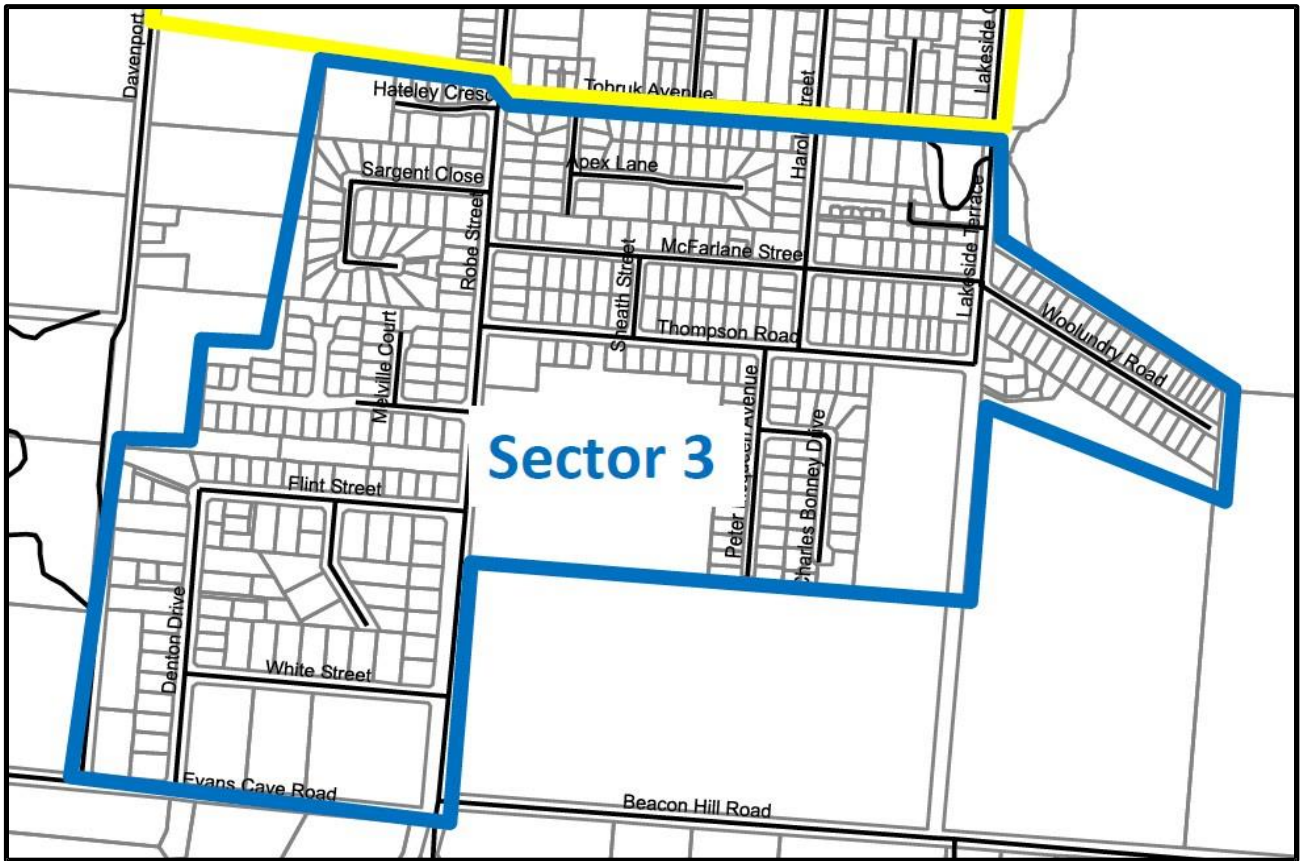 Davenport
Lakeside
Tobruk Avenue
Hateley Cresc
Harol
treet
Apex Lane
Sargent Close
Robe Street
McFarlane Stree
Sheath Street
Lakeside Terrace
Thompson Road
Woolundry Road
Melville Court
Sector 3
Peter
Avenue
Charles Bonney Drive
Flint Street
Denton Drive
White Street
Evans Cave Road
Beacon Hill Road